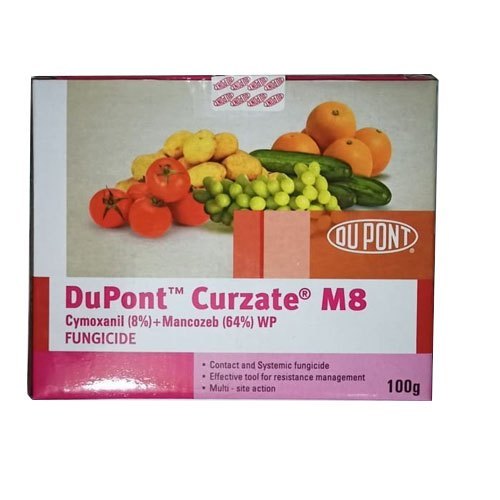 DU PONT
DuPont™ Curzate® M8
Cymoxanil (8%)+Mancozeb (64%) WP
FUNGICIDE
• Contact and Systemic fungicide
• Effective tool for resistance management
• Multi - site action
100g